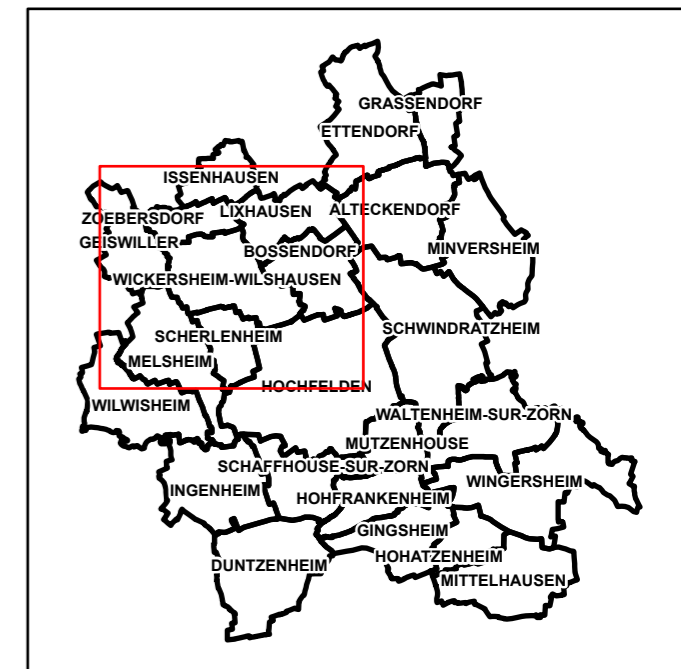 GRASSENDORF
ETTENDORF
ISSENHAUSEN
ZOEBERSDORF
LIXHAUSEN
ALTECKENDORF
GEISWILLER
BOSSENDORF
MINVERSHEIM
WICKERSHEIM-WILSHAUSEN
SCHWINDRATZHEIM
SCHERLENHEIM
MELSHEIM
HOCHFELDEN
WILWISHEIM
WALTENHEIM-SUR-ZORN
MUTZENHOUSE
SCHAFFHOUSE-SUR-ZORN
WINGERSHEIM
INGENHEIM
HOHFRANKENHEIM
GINGSHEIM
HOHATZENHEIM
DUNTZENHEIM
MITTELHAUSEN